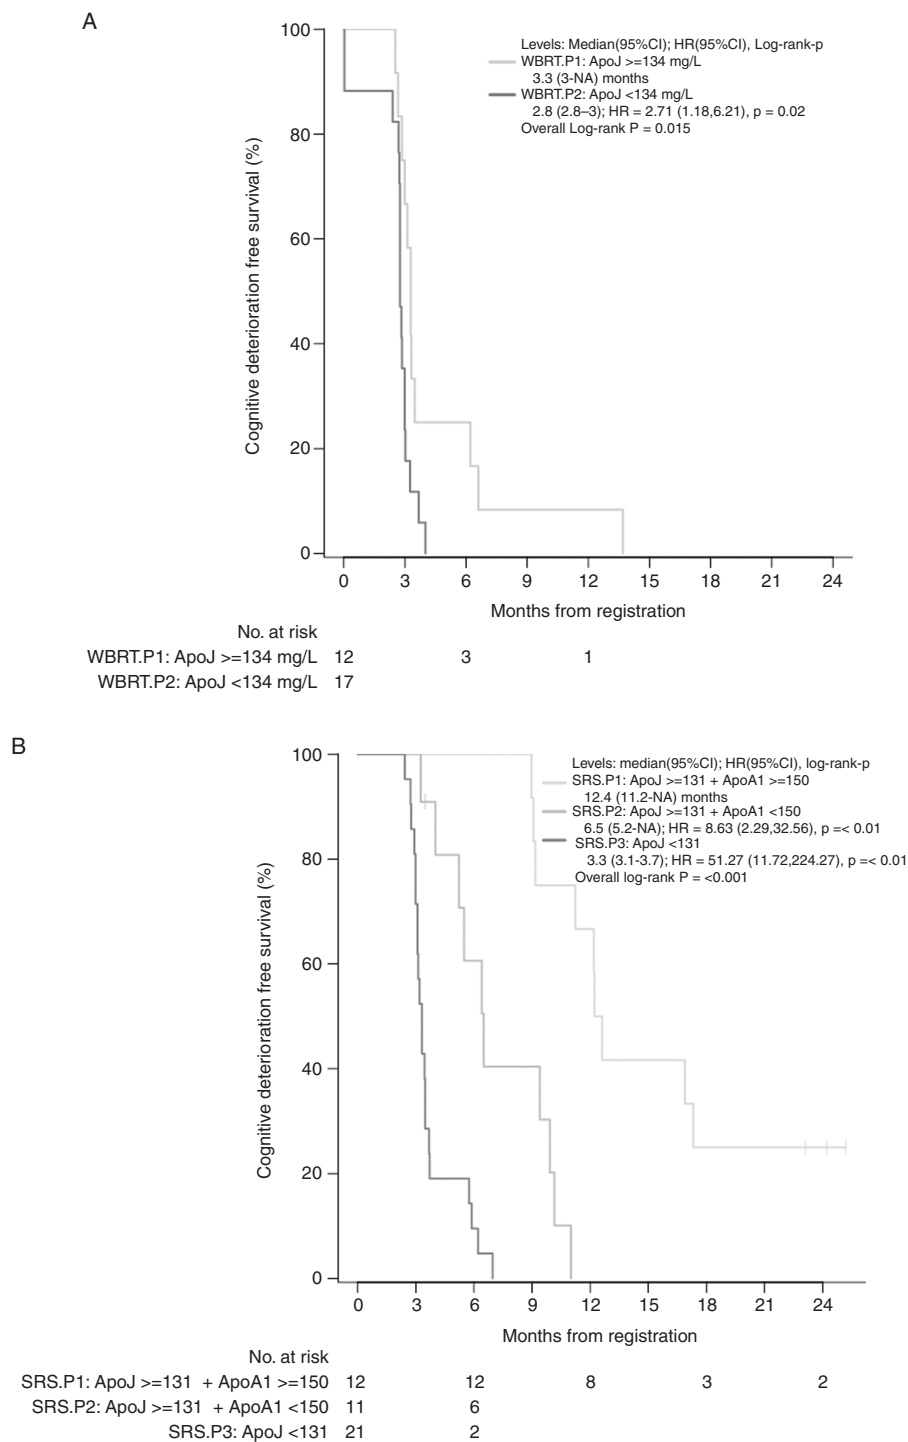 A
Cognitive deterioration free survival (%)
100
80
60
40
20
0
Levels: Median(95%CI); HR(95%CI), Log-rank-p
WBRT.P1: ApoJ >=134 mg/L
3.3 (3-NA) months
WBRT.P2: ApoJ <134 mg/L
2.8 (2.8–3); HR = 2.71 (1.18,6.21), p = 0.02
Overall Log-rank P = 0.015
0 3 6 9 12 15 18 21 24
Months from registration
No. at risk
WBRT.P1: ApoJ >=134 mg/L 12 3 1
WBRT.P2: ApoJ <134 mg/L 17
B
Cognitive deterioration free survival (%)
100
80
60
40
20
0
Levels: median(95%CI); HR(95%CI), log-rank-p
SRS.P1: ApoJ >=131 + ApoA1 >=150
12.4 (11.2-NA) months
SRS.P2: ApoJ >=131 + ApoA1 <150
6.5 (5.2-NA); HR = 8.63 (2.29,32.56), p =< 0.01
SRS.P3: ApoJ <131
3.3 (3.1-3.7); HR = 51.27 (11.72,224.27), p =< 0.01
Overall log-rank P = <0.001
0 3 6 9 12 15 18 21 24
Months from registration
No. at risk
SRS.P1: ApoJ >=131 + ApoA1 >=150 12 12 8 3 2
SRS.P2: ApoJ >=131 + ApoA1 <150 11 6
SRS.P3: ApoJ <131 21 2